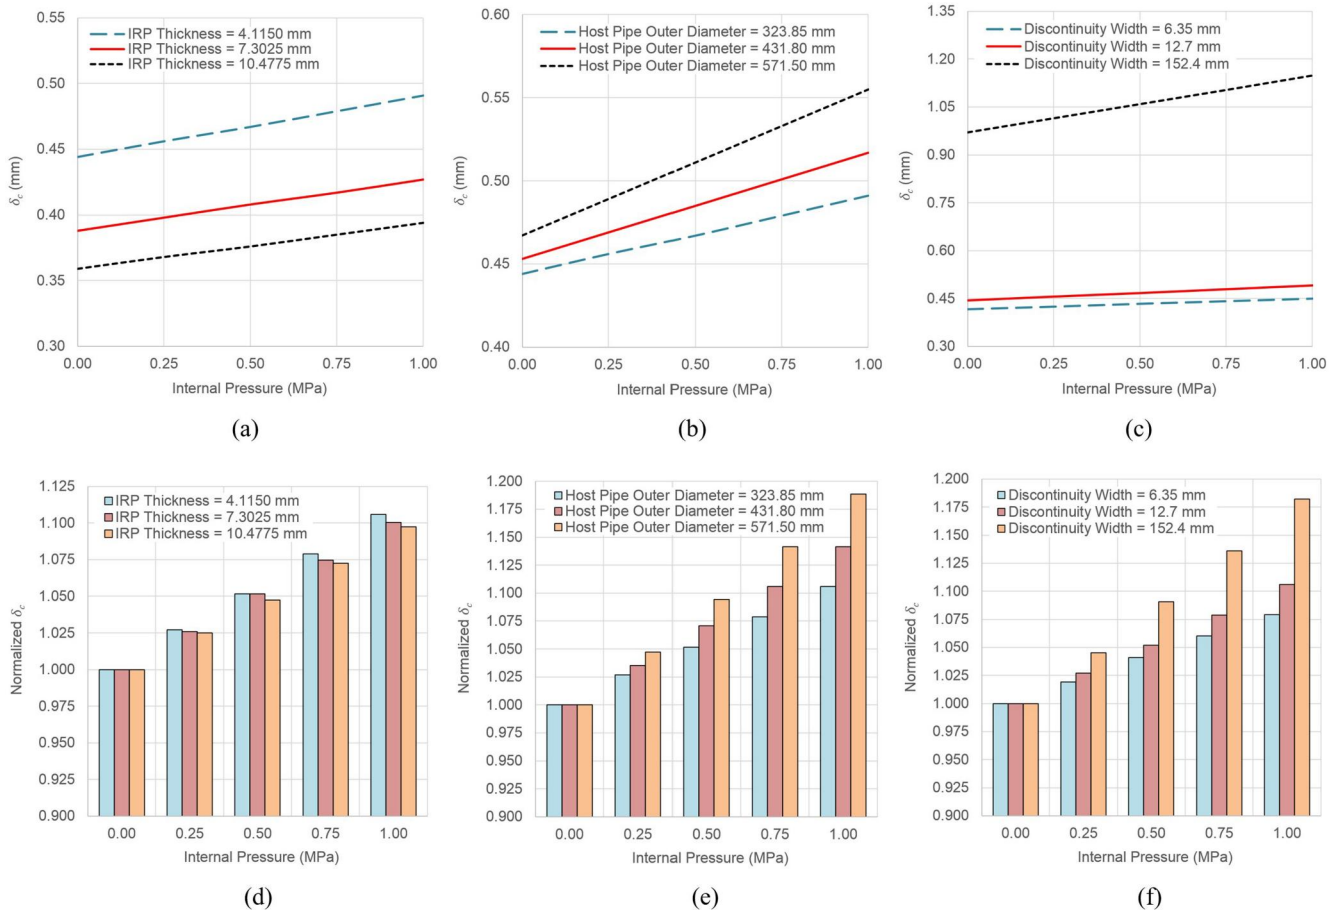 0.55
0.50
0.45
0.40
0.35
0.30
δc (mm)
IRP Thickness = 4.1150 mm
IRP Thickness = 7.3025 mm
IRP Thickness = 10.4775 mm
0.00 0.25 0.50 0.75 1.00
Internal Pressure (MPa)
(a)
0.60
0.55
0.50
0.45
0.40
δc (mm)
Host Pipe Outer Diameter = 323.85 mm
Host Pipe Outer Diameter = 431.80 mm
Host Pipe Outer Diameter = 571.50 mm
0.00 0.25 0.50 0.75 1.00
Internal Pressure (MPa)
(b)
1.35
1.20
1.05
0.90
0.75
0.60
0.45
0.30
δc (mm)
Discontinuity Width = 6.35 mm
Discontinuity Width = 12.7 mm
Discontinuity Width = 152.4 mm
0.00 0.25 0.50 0.75 1.00
Internal Pressure (MPa)
(c)
1.125
1.100
1.075
1.050
1.025
1.000
0.975
0.950
0.925
0.900
Normalized δc
IRP Thickness = 4.1150 mm
IRP Thickness = 7.3025 mm
IRP Thickness = 10.4775 mm
0.00 0.25 0.50 0.75 1.00
Internal Pressure (MPa)
(d)
1.200
1.175
1.150
1.125
1.100
1.075
1.050
1.025
1.000
0.975
0.950
0.925
0.900
Normalized δc
Host Pipe Outer Diameter = 323.85 mm
Host Pipe Outer Diameter = 431.80 mm
Host Pipe Outer Diameter = 571.50 mm
0.00 0.25 0.50 0.75 1.00
Internal Pressure (MPa)
(e)
1.200
1.175
1.150
1.125
1.100
1.075
1.050
1.025
1.000
0.975
0.950
0.925
0.900
Normalized δc
Discontinuity Width = 6.35 mm
Discontinuity Width = 12.7 mm
Discontinuity Width = 152.4 mm
0.00 0.25 0.50 0.75 1.00
Internal Pressure (MPa)
(f)